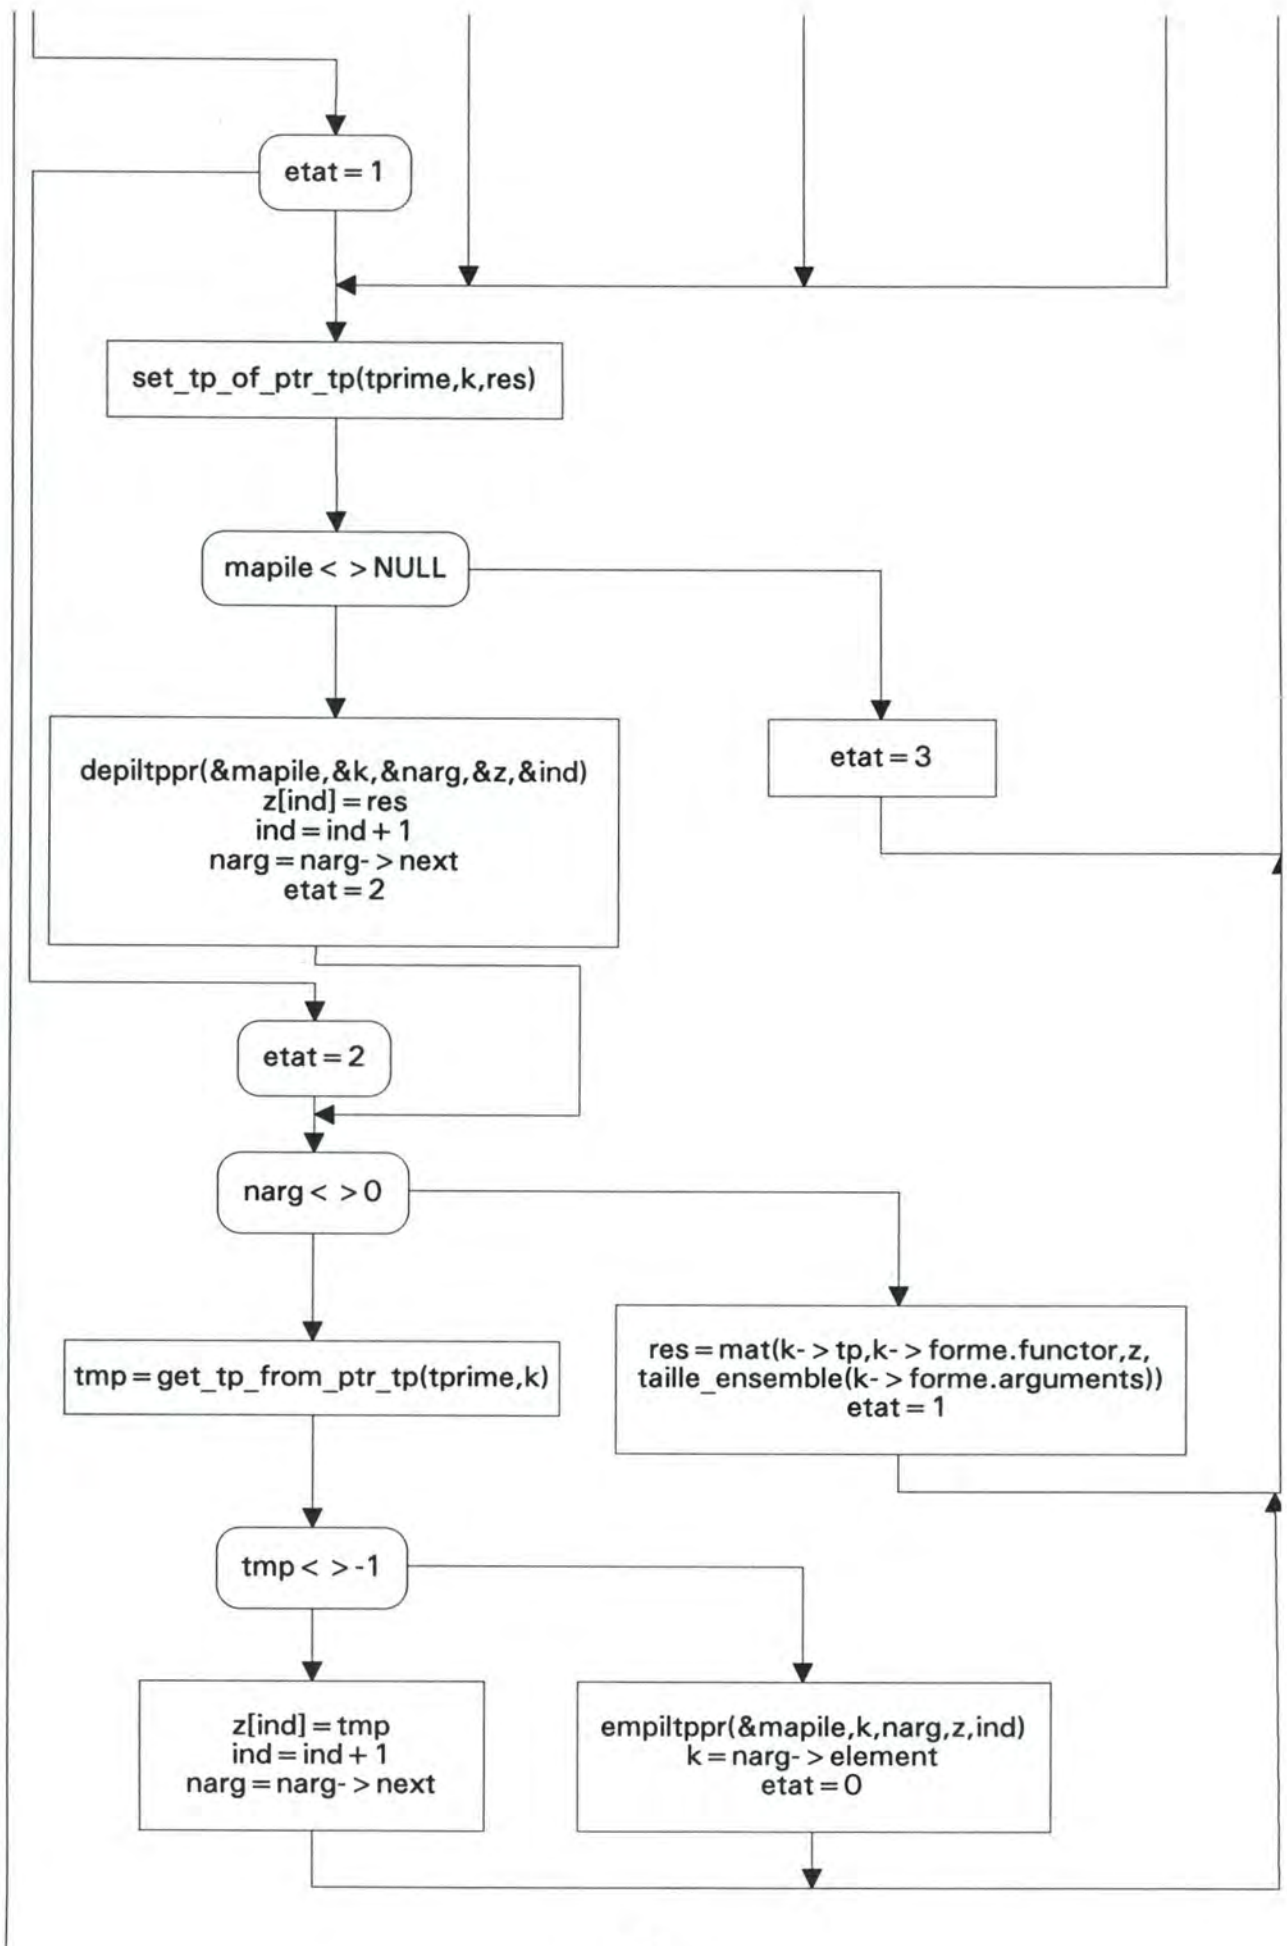 etat = 1
set_tp_of_ptr_tp(tprime,k,res)
mapile < > NULL
depiltppr(&mapile,&k,&narg,&z,&ind)
z[ind] = res
ind = ind + 1
narg = narg- > next
etat = 2
etat = 3
etat = 2
narg < > 0
tmp = get_tp_from_ptr_tp(tprime,k)
res = mat(k- > tp,k- > forme.functor,z,
taille_ensemble(k- > forme.arguments))
etat = 1
tmp < > -1
z[ind] = tmp
ind = ind + 1
narg = narg- > next
empiltppr(&mapile,k,narg,z,ind)
k = narg- > element
etat = 0